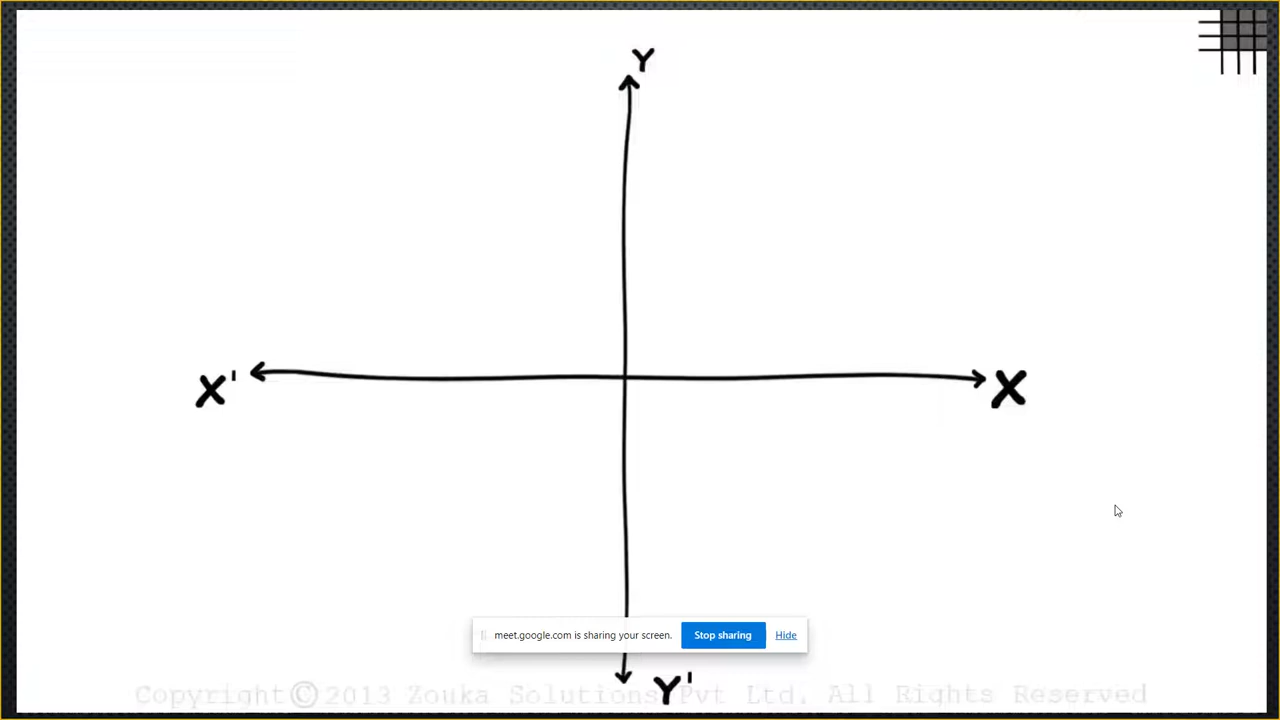 Y
X'
X
meet.google.com is sharing your screen. Stop sharing Hide
Y'
Copyright © 2013 Zouka Solutions Pvt Ltd. All Rights Reserved